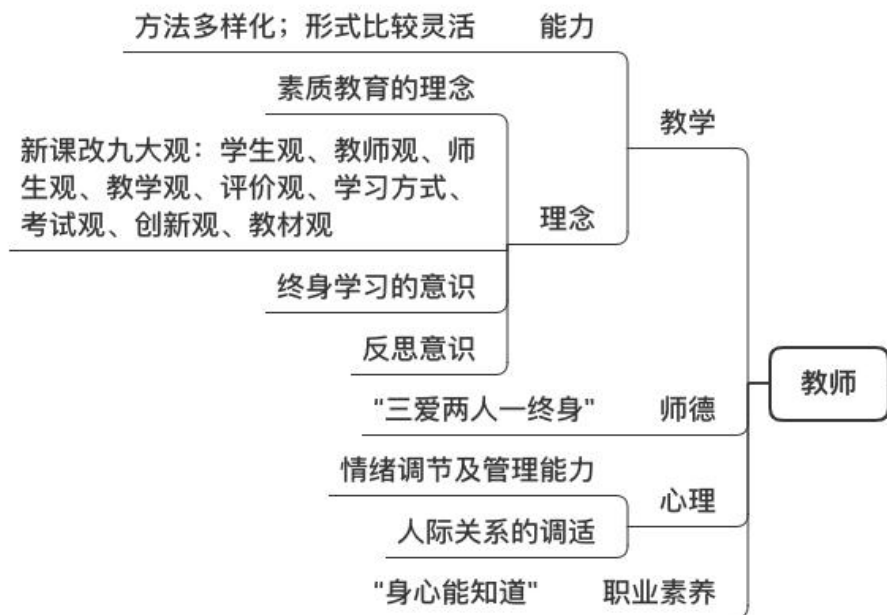 方法多样化；形式比较灵活
能力
素质教育的理念
教学
新课改九大观：学生观、教师观、师
生观、教学观、评价观、学习方式、
考试观、创新观、教材观
理念
终身学习的意识
反思意识
教师
“三爱两人一终身"
师德
情绪调节及管理能力
心理
人际关系的调适
“身心能知道"
职业素养